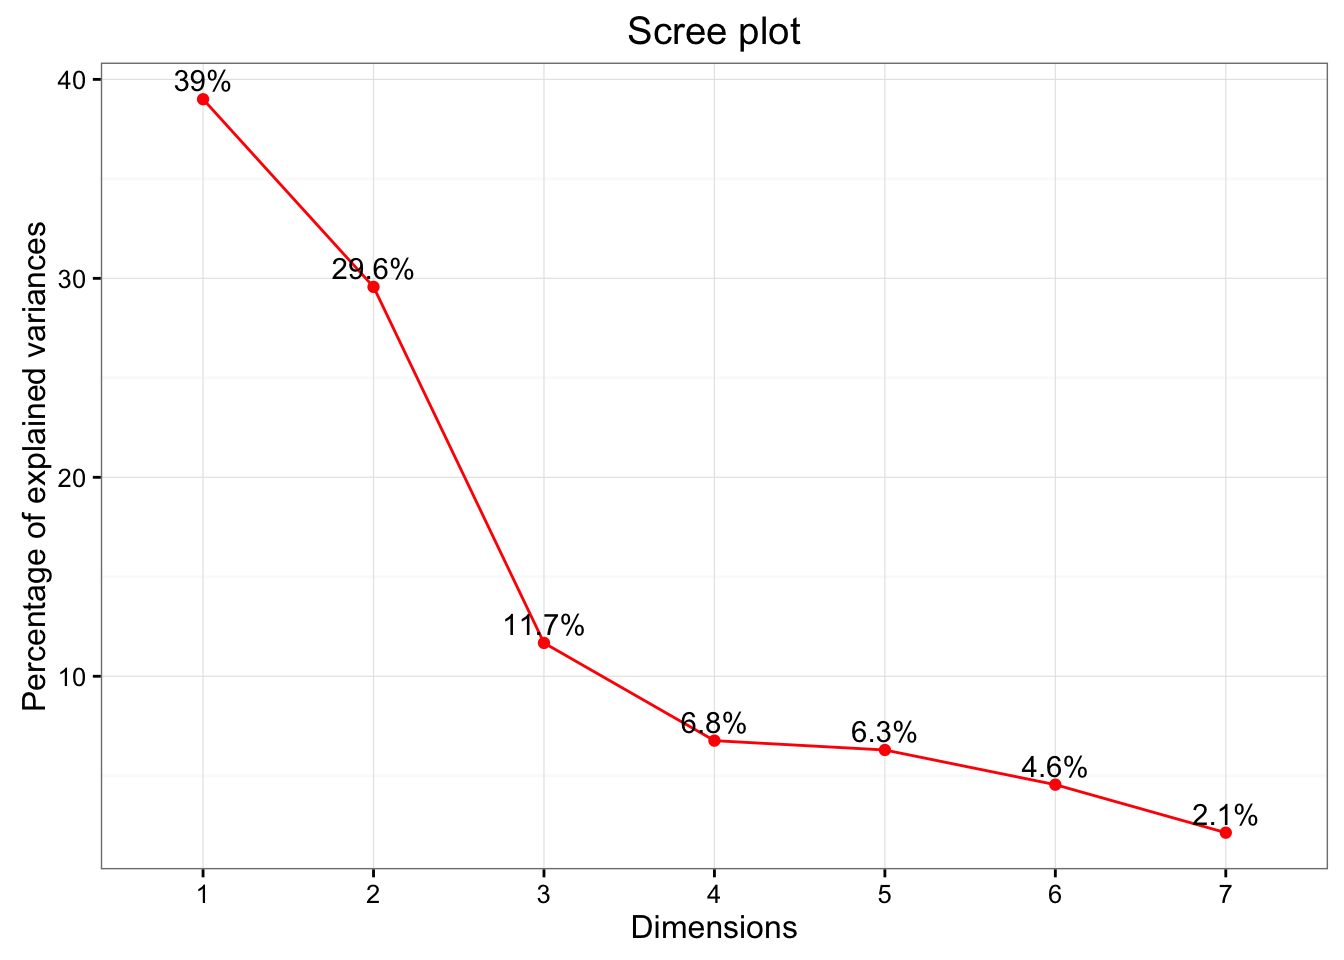 Scree plot
Percentage of explained variances
40
30
20
10
39%
29.6%
11.7%
6.8%
6.3%
4.6%
2.1%
1 2 3 4 5 6 7
Dimensions